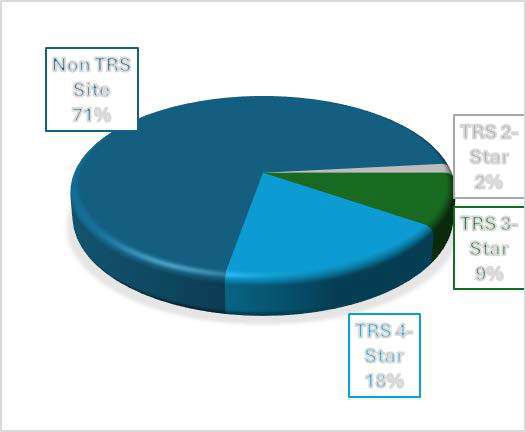 Non TRS
Site
71%
TRS 2-
Star
2%
TRS 3-
Star
9%
TRS 4-
Star
18%